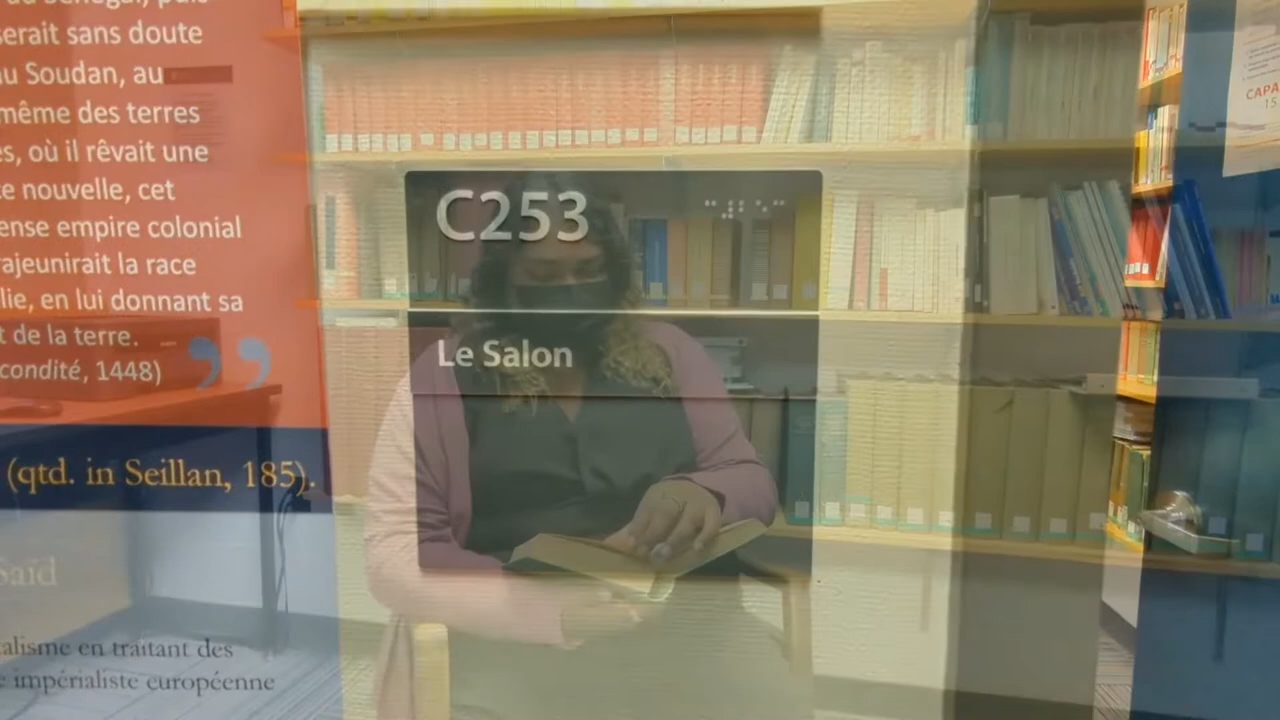 serait sans doute
au Soudan, au
même des terres
es, où il rêvait une
nouvelle, cet
ense empire colonial
rajeunirait la race
lie, en lui donnant sa
t de la terre.
condité, 1448)
”
(qtd. in Seillan, 185).
Saïd
alisme en traitant des
e impérialiste européenne
C253
Le Salon
CAPA
15